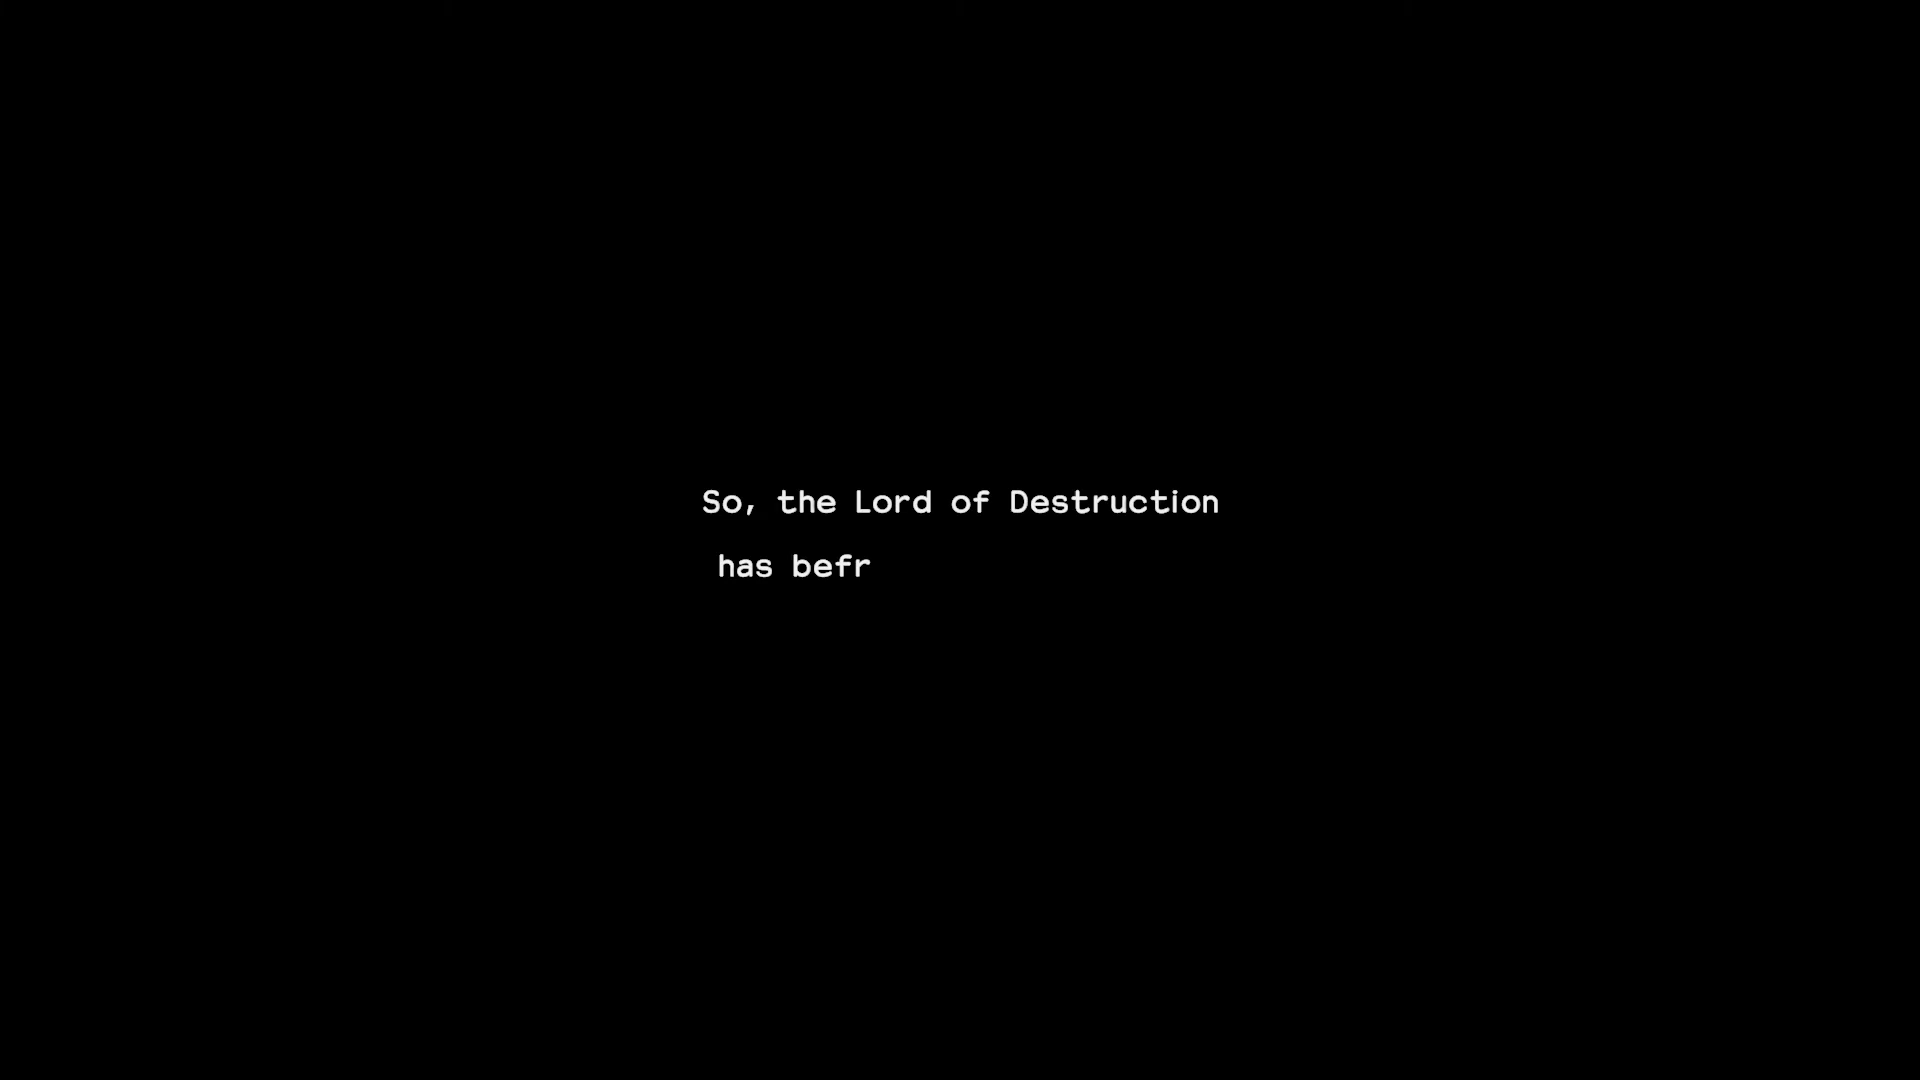 So, the Lord of Destruction
has befr